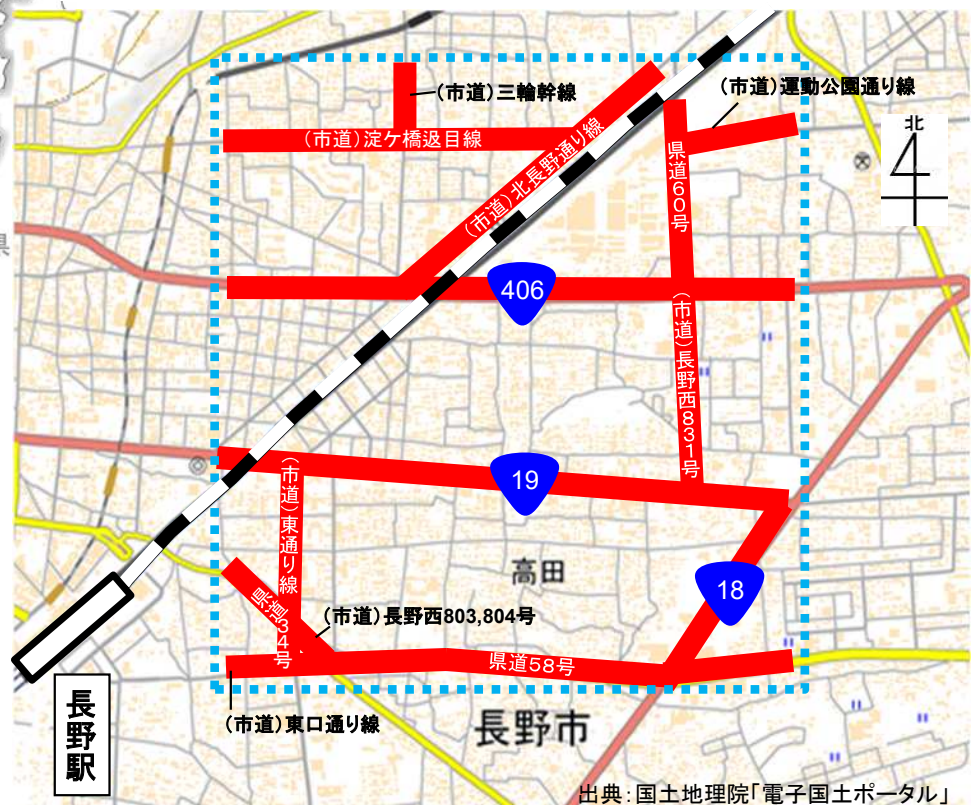 (市道)三輪幹線
(市道)運動公園通り線
(市道)淀ケ橋返目線
北
(市道)北長野通り線
県道60号
県
406
(市道)長野西831号
19
(市道)東通り線
高田
18
県道34号
(市道)長野西803,804号
県道58号
(市道)東口通り線
長野駅
長野市
出典:国土地理院「電子国土ポータル」